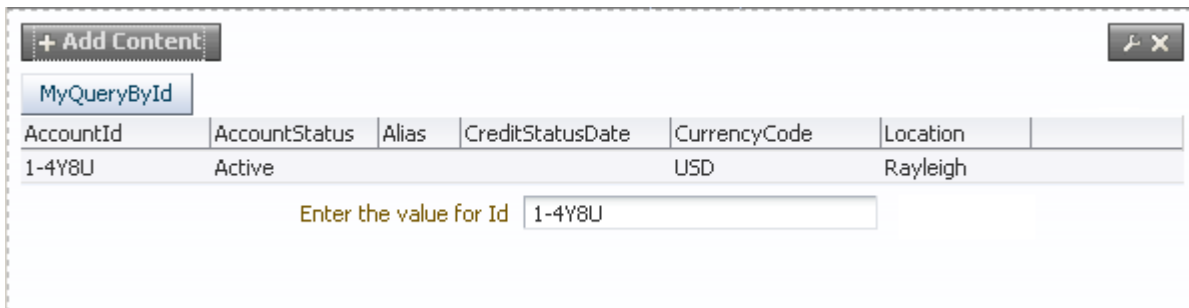 + Add Content
MyQueryById
AccountId AccountStatus Alias CreditStatusDate CurrencyCode Location
1-4Y8U Active USD Rayleigh
Enter the value for Id 1-4Y8U